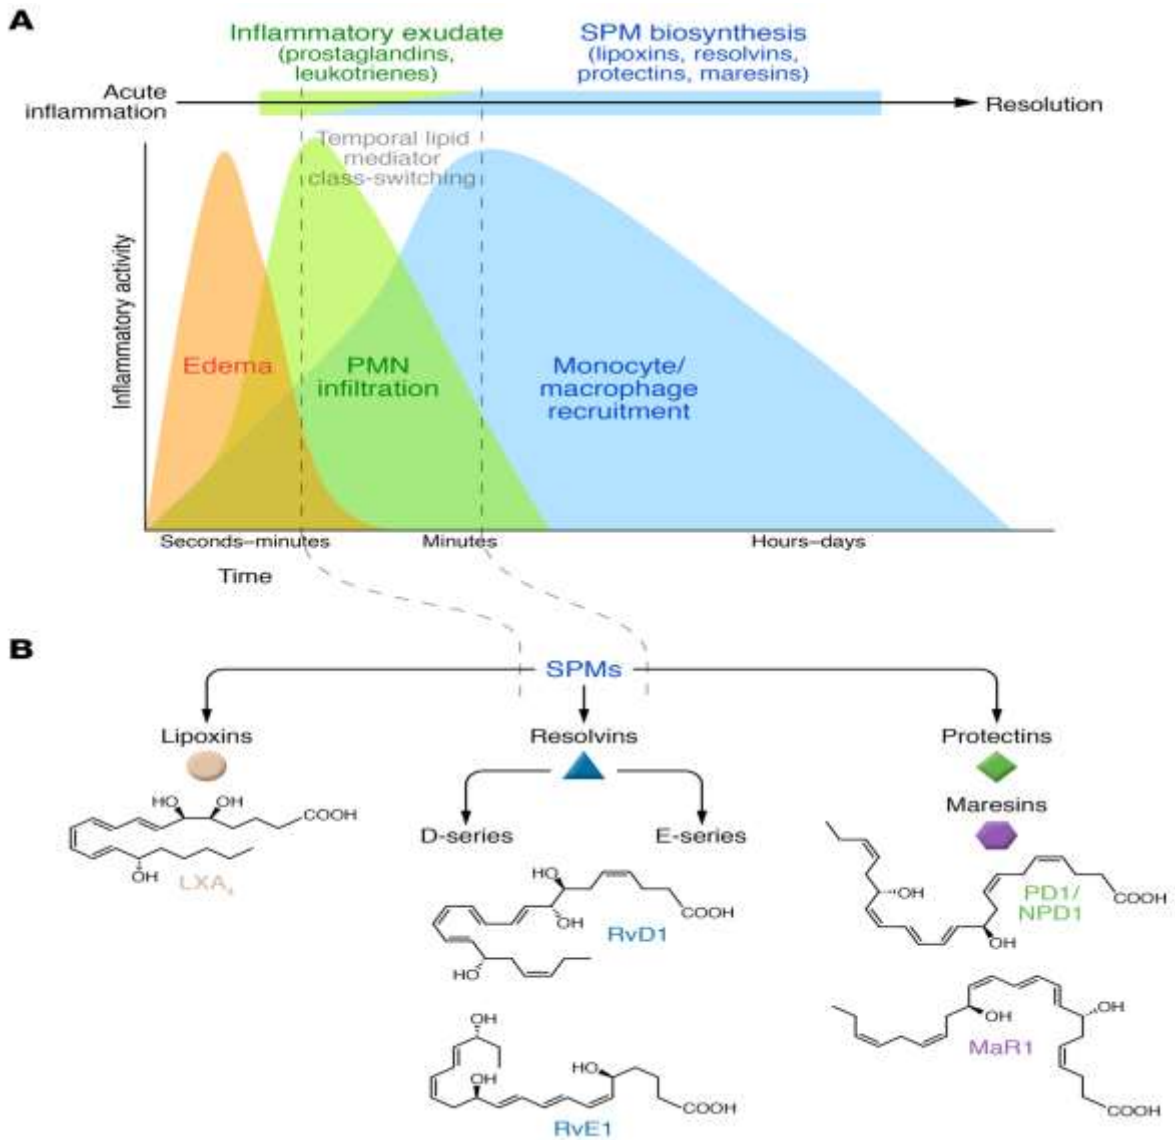 A
Inflammatory exudate
(prostaglandins,
leukotrienes)
SPM biosynthesis
(lipoxins, resolvins,
protectins, maresins)
Acute
inflammation
Resolution
Temporal lipid
mediator
class-switching
Inflammatory activity
Edema
PMN
infiltration
Monocyte/
macrophage
recruitment
Seconds–minutes
Minutes
Hours–days
Time
B
SPMs
Lipoxins
Resolvins
Protectins
Maresins
D-series
E-series
HO
OH
COOH
OH
LXA₄
HO
OH
COOH
RvD1
HO
OH
OH
HO
COOH
RvE1
OH
OH
COOH
PD1/
NPD1
OH
OH
COOH
MaR1